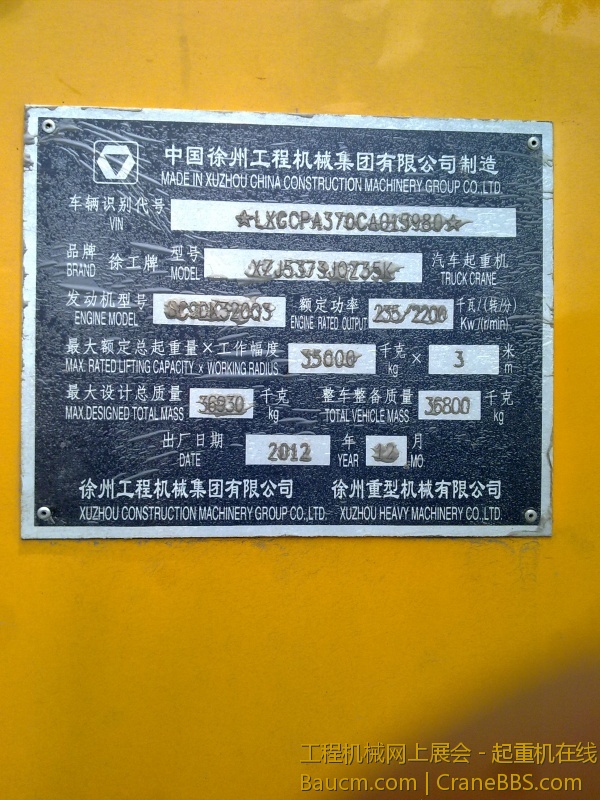 中国徐州工程机械集团有限公司制造
MADE IN XUZHOU CHINA CONSTRUCTION MACHINERY GROUP CO.,LTD.
车辆识别代号
VIN
★LXGCPA370CA019980★
品牌 徐工牌 型号 汽车起重机
BRAND MODEL TRUCK CRANE
发动机型号 额定功率 235/2200 千瓦/(转/分)
ENGINE MODEL ENGINE RATED OUTPUT Kw/(r/min)
最大额定总起重量×工作幅度 35000 千克 × 3 米
MAX. RATED LIFTING CAPACITY x WORKING RADIUS kg m
最大设计总质量 36930 千克 整车整备质量 36800 千克
MAX.DESIGNED TOTAL MASS kg TOTAL VEHICLE MASS kg
出厂日期 2012 年 12 月
DATE YEAR MO.
徐州工程机械集团有限公司 徐州重型机械有限公司
XUZHOU CONSTRUCTION MACHINERY GROUP CO.,LTD. XUZHOU HEAVY MACHINERY CO.,LTD.
工程机械网上展会 - 起重机在线
Baucm.com | CraneBBS.com